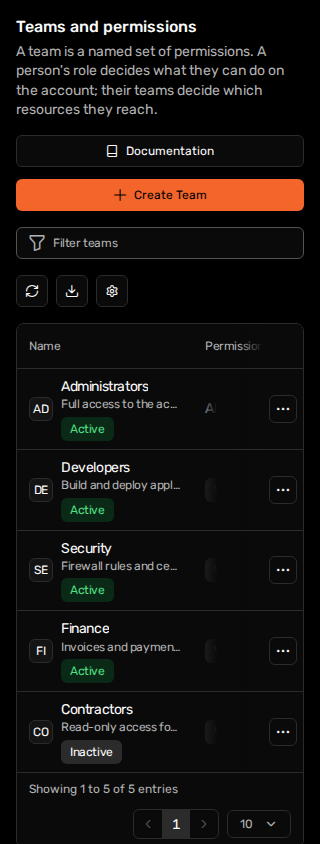 Teams and permissions
A team is a named set of permissions. A
person's role decides what they can do on
the account; their teams decide which
resources they reach.
Documentation
Create Team
Filter teams
Name
AD
Administrators
Full access to the ac...
Active
DE
Developers
Build and deploy appl...
Active
SE
Security
Firewall rules and ce...
Active
FI
Finance
Invoices and paymen...
Active
CO
Contractors
Read-only access fo...
Inactive
Showing 1 to 5 of 5 entries
1
10